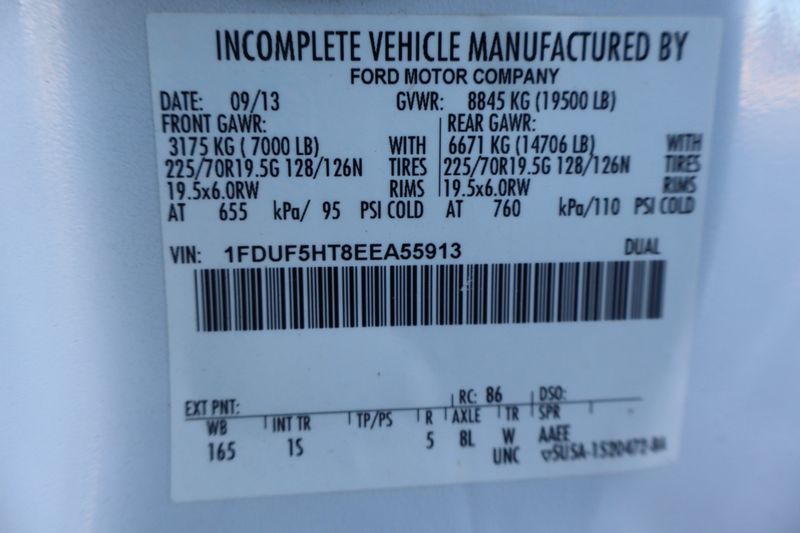 INCOMPLETE VEHICLE MANUFACTURED BY
FORD MOTOR COMPANY
DATE: 09/13 GVWR: 8845 KG (19500 LB)
FRONT GAWR: REAR GAWR:
3175 KG ( 7000 LB) WITH 6671 KG (14706 LB) WITH
225/70R19.5G 128/126N TIRES 225/70R19.5G 128/126N TIRES
19.5x6.0RW RIMS 19.5x6.0RW RIMS
AT 655 kPa/ 95 PSI COLD AT 760 kPa/110 PSI COLD
VIN: 1FDUF5HT8EEA55913 DUAL
EXT PNT: RC: 86 DSO:
WB INT TR TP/PS R AXLE TR SPR
165 1S 5 8L W AAEE
UNC